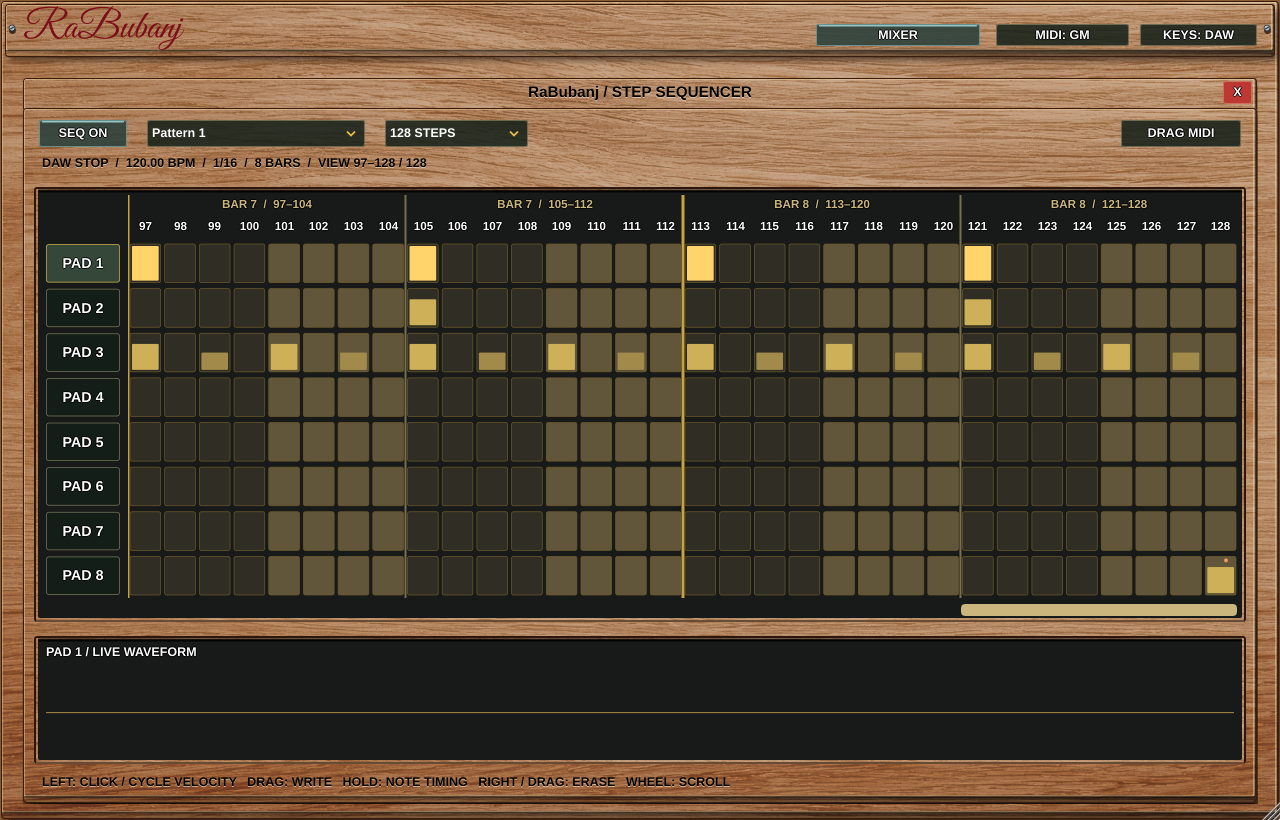 RaBubanj
MIXER MIDI: GM KEYS: DAW
RaBubanj / STEP SEQUENCER X
SEQ ON Pattern 1 128 STEPS DRAG MIDI
DAW STOP / 120.00 BPM / 1/16 / 8 BARS / VIEW 97–128 / 128
BAR 7 / 97–104 BAR 7 / 105–112 BAR 8 / 113–120 BAR 8 / 121–128
97 98 99 100 101 102 103 104 105 106 107 108 109 110 111 112 113 114 115 116 117 118 119 120 121 122 123 124 125 126 127 128
PAD 1
PAD 2
PAD 3
PAD 4
PAD 5
PAD 6
PAD 7
PAD 8
PAD 1 / LIVE WAVEFORM
LEFT: CLICK / CYCLE VELOCITY DRAG: WRITE HOLD: NOTE TIMING RIGHT / DRAG: ERASE WHEEL: SCROLL